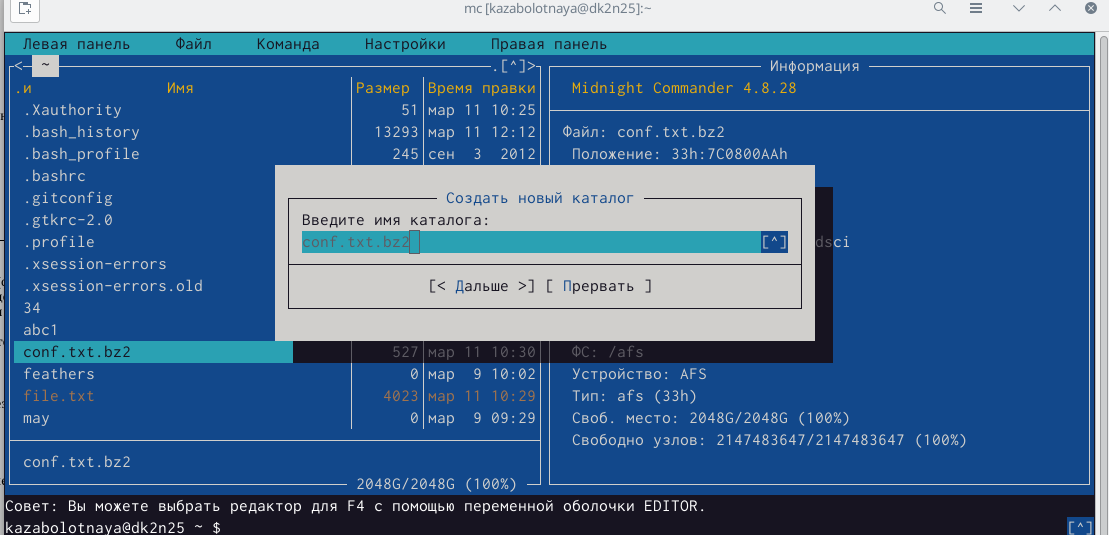 mc [kazabolotnaya@dk2n25]:~
Левая панель Файл Команда Настройки Правая панель
<─ ~ .[^]>
.и Имя Размер Время правки
.Xauthority 51 мар 11 10:25
.bash_history 13293 мар 11 12:12
.bash_profile 245 сен 3 2012
.bashrc
.gitconfig
.gtkrc-2.0
.profile
.xsession-errors
.xsession-errors.old
34
abc1
conf.txt.bz2 527 мар 11 10:30
feathers 0 мар 9 10:02
file.txt 4023 мар 11 10:29
may 0 мар 9 09:29
conf.txt.bz2
2048G/2048G (100%)
Информация
Midnight Commander 4.8.28
Файл: conf.txt.bz2
Положение: 33h:7C0800AAh
dsci
ФС: /afs
Устройство: AFS
Тип: afs (33h)
Своб. место: 2048G/2048G (100%)
Свободно узлов: 2147483647/2147483647 (100%)
Создать новый каталог
Введите имя каталога:
conf.txt.bz2 [^]
[< Дальше >] [ Прервать ]
Совет: Вы можете выбрать редактор для F4 с помощью переменной оболочки EDITOR.
kazabolotnaya@dk2n25 ~ $ [^]